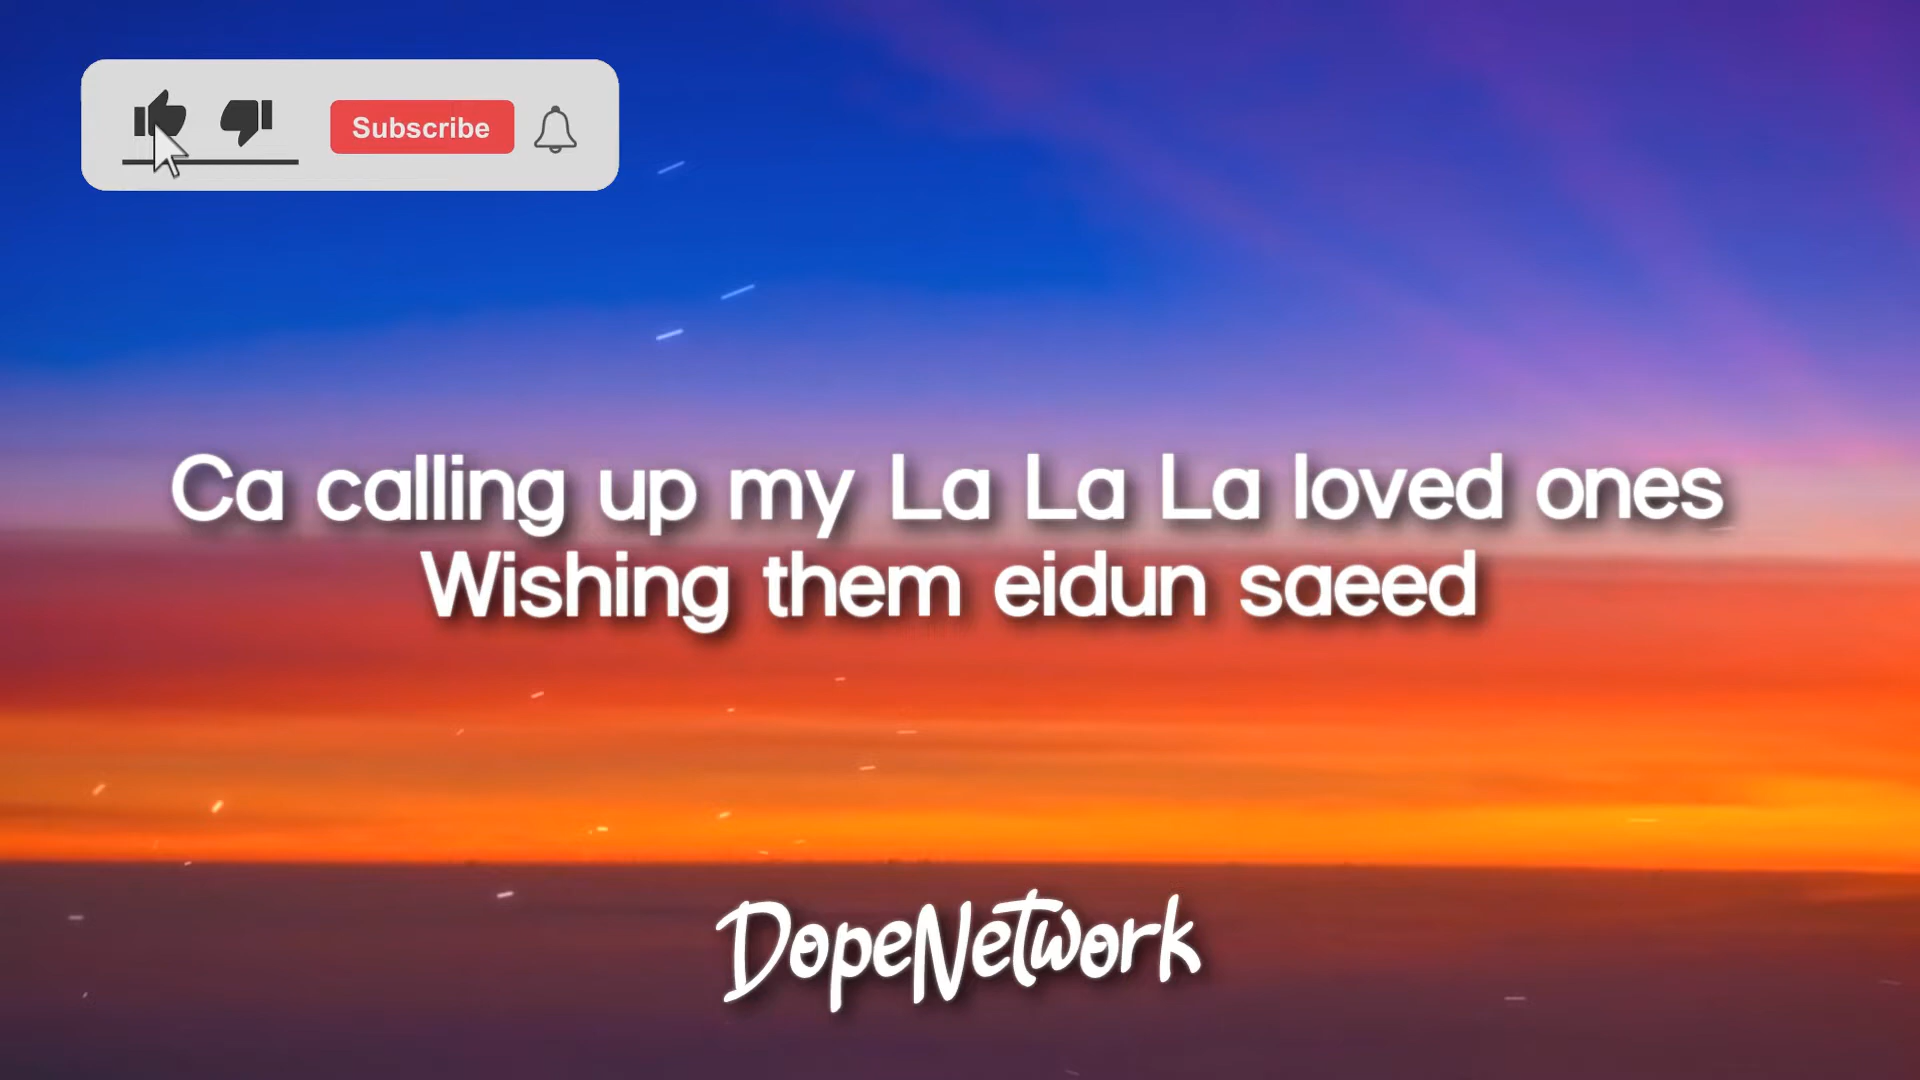 Subscribe
Ca calling up my La La La loved ones
Wishing them eidun saeed
DopeNetwork